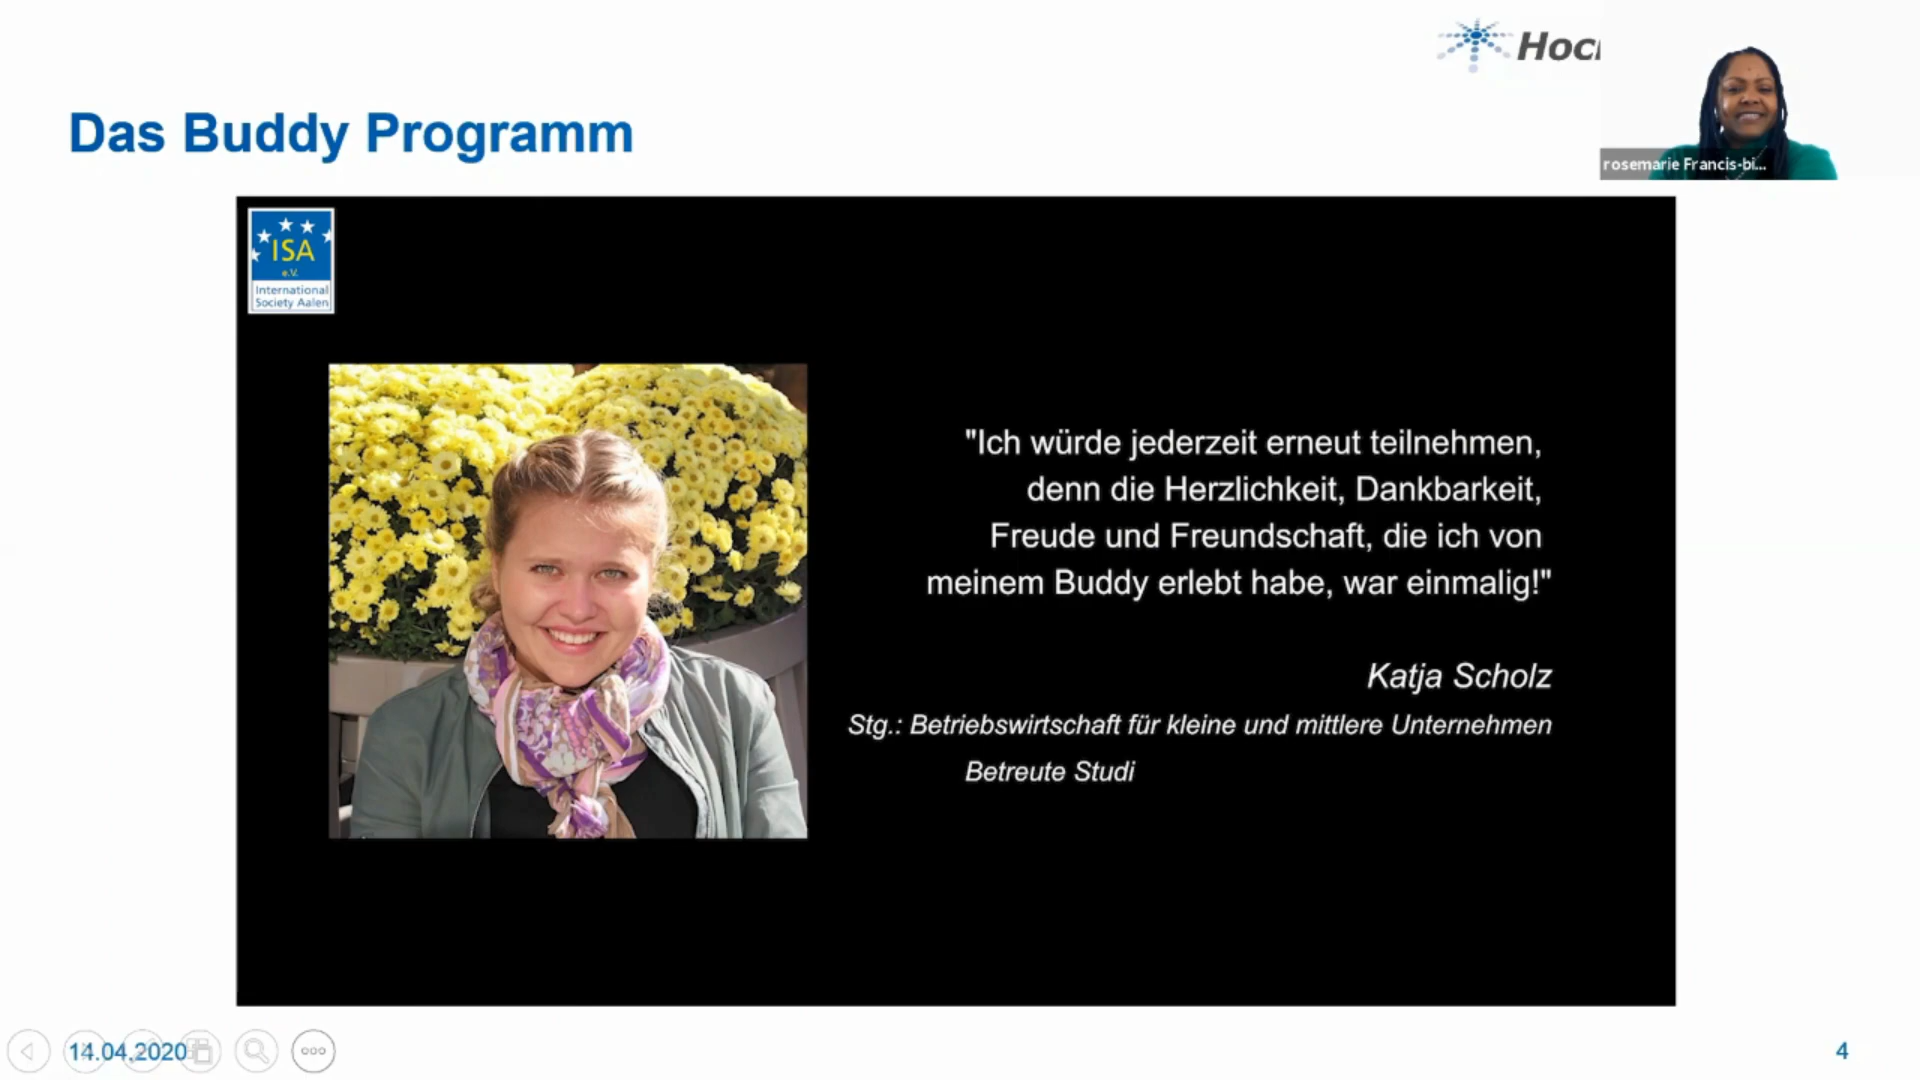 Das Buddy Programm
rosemarie Francis-bi...
ISA
e.V.
International
Society Aalen
"Ich würde jederzeit erneut teilnehmen,
denn die Herzlichkeit, Dankbarkeit,
Freude und Freundschaft, die ich von
meinem Buddy erlebt habe, war einmalig!"
Katja Scholz
Stg.: Betriebswirtschaft für kleine und mittlere Unternehmen
Betreute Studi
14.04.2020
4